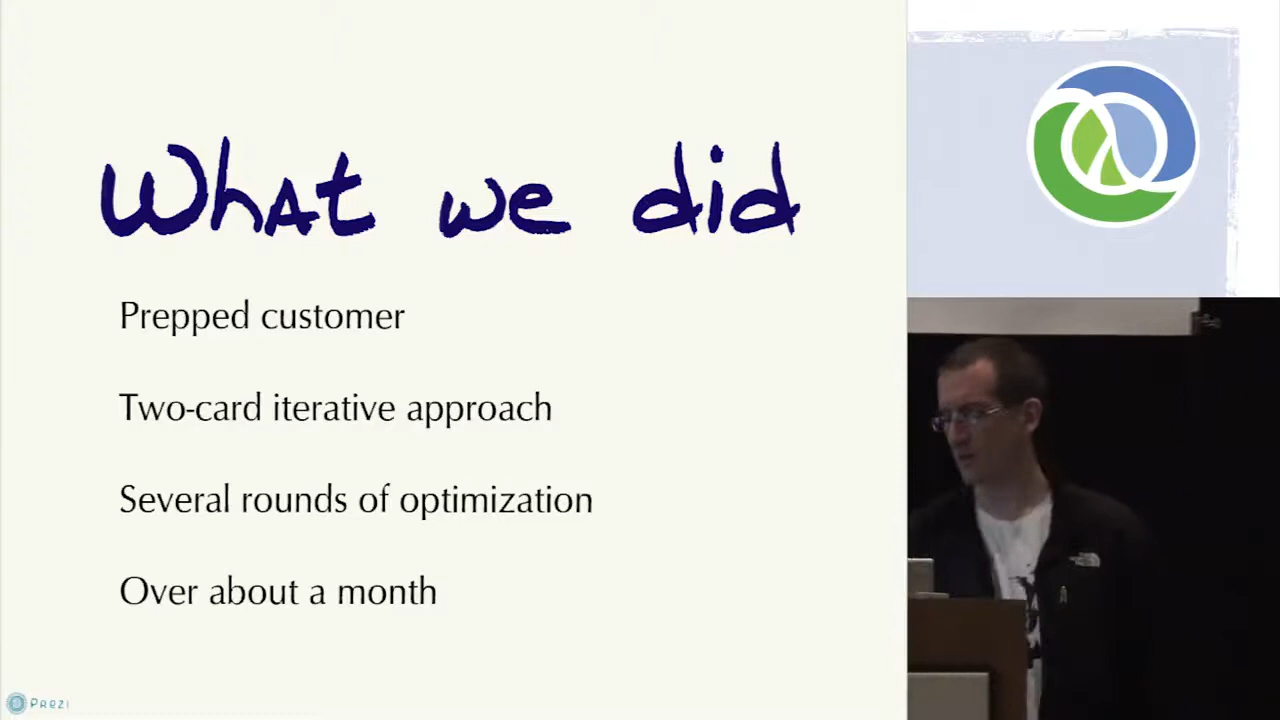 What we did
Prepped customer
Two-card iterative approach
Several rounds of optimization
Over about a month
Prezi